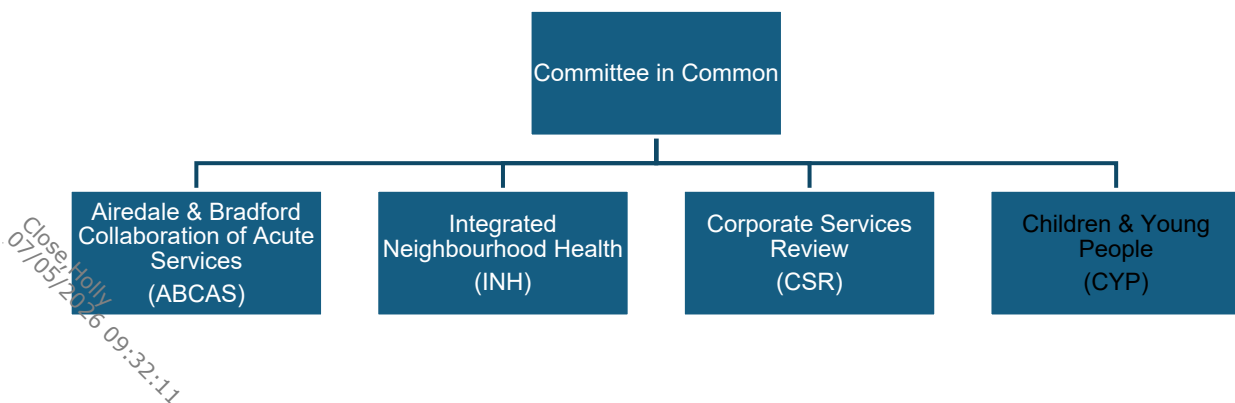 Committee in Common
Airedale & Bradford
Collaboration of Acute
Services
(ABCAS)
Integrated
Neighbourhood Health
(INH)
Corporate Services
Review
(CSR)
Children & Young
People
(CYP)
Close,Holly
07/05/2026 09:32:11